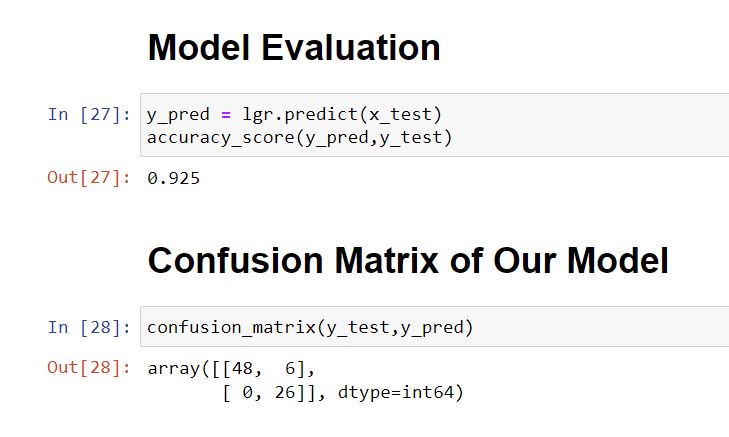 Model Evaluation
In [27]: y_pred = lgr.predict(x_test)
accuracy_score(y_pred,y_test)
Out[27]: 0.925
Confusion Matrix of Our Model
In [28]: confusion_matrix(y_test,y_pred)
Out[28]: array([[48,  6],
[ 0, 26]], dtype=int64)